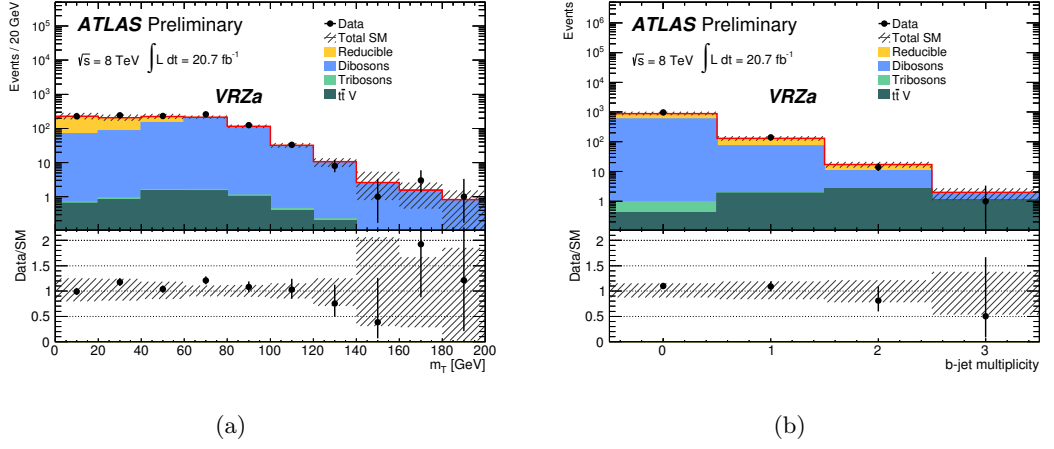 ATLAS Preliminary
√s = 8 TeV ∫L dt = 20.7 fb⁻¹
VRZa
Data
Total SM
Reducible
Dibosons
Tribosons
tt̄ V
Events / 20 GeV
10⁵
10⁴
10³
10²
10
1
Data/SM
2
1.5
1
0.5
0
0 20 40 60 80 100 120 140 160 180 200
m_T [GeV]
(a)
ATLAS Preliminary
√s = 8 TeV ∫L dt = 20.7 fb⁻¹
VRZa
Data
Total SM
Reducible
Dibosons
Tribosons
tt̄ V
Events
10⁶
10⁵
10⁴
10³
10²
10
1
Data/SM
2
1.5
1
0.5
0
0 1 2 3
b-jet multiplicity
(b)